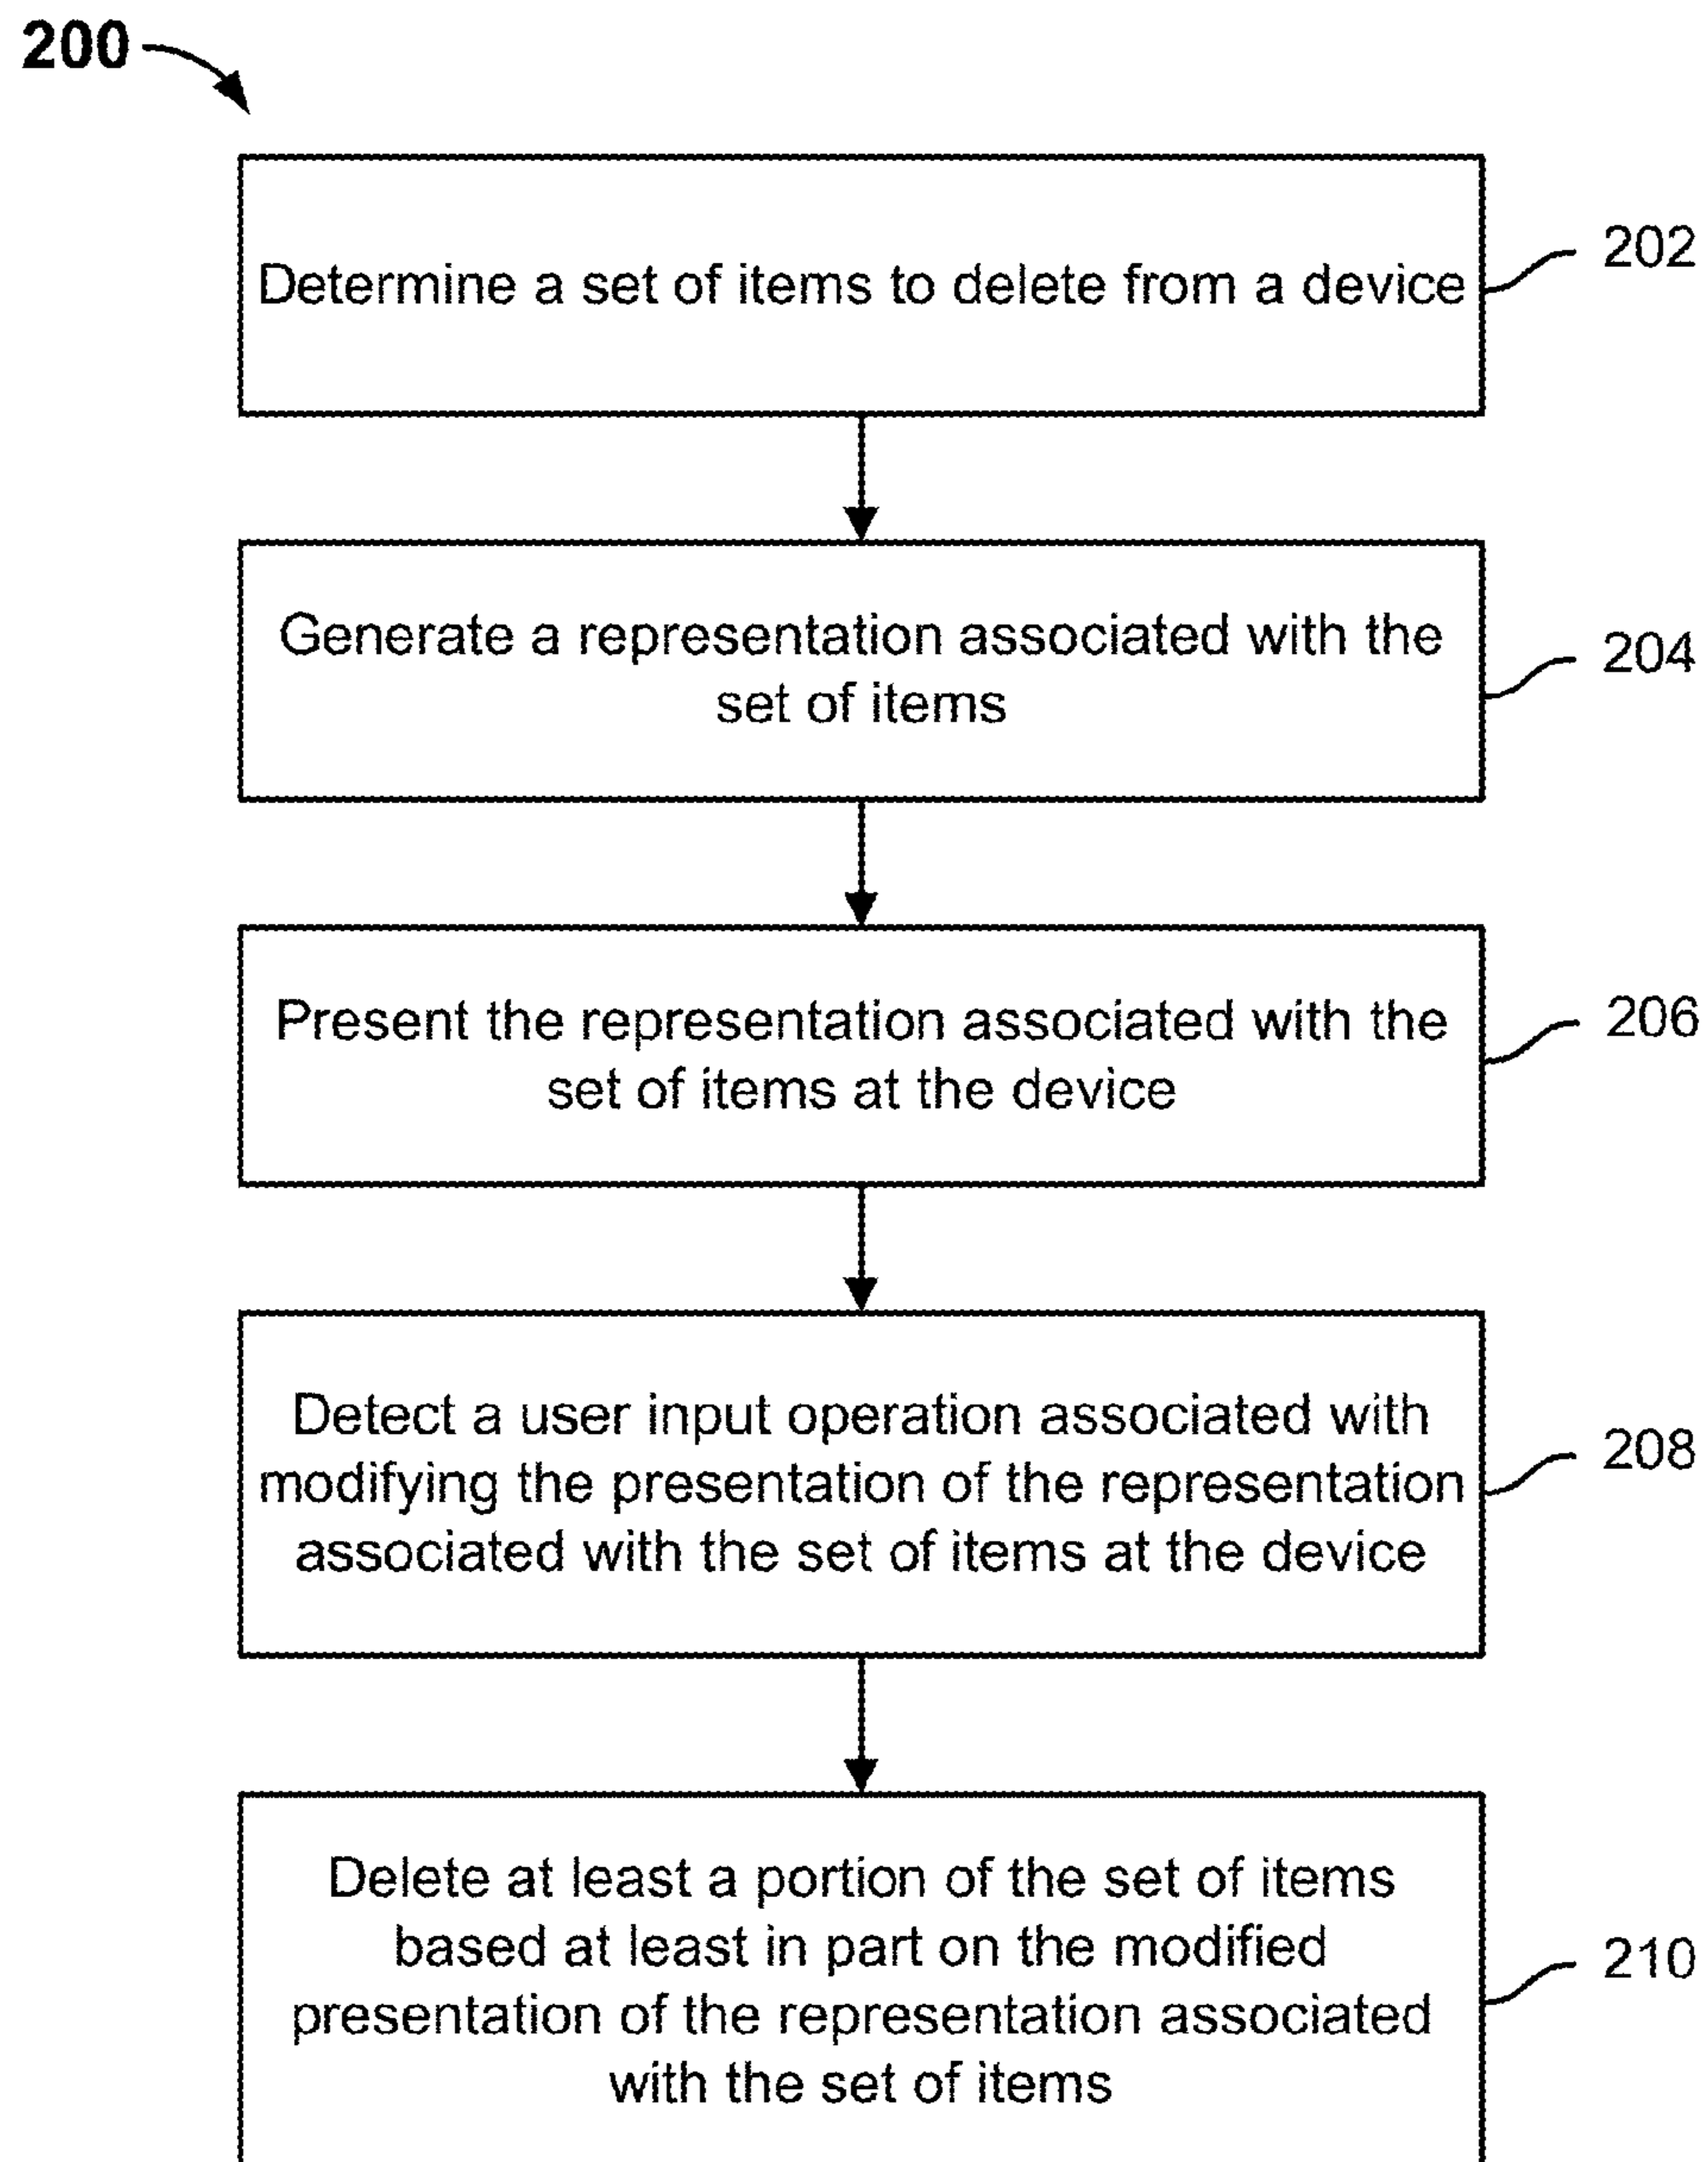 200
Determine a set of items to delete from a device
202
Generate a representation associated with the
set of items
204
Present the representation associated with the
set of items at the device
206
Detect a user input operation associated with
modifying the presentation of the representation
associated with the set of items at the device
208
Delete at least a portion of the set of items
based at least in part on the modified
presentation of the representation associated
with the set of items
210